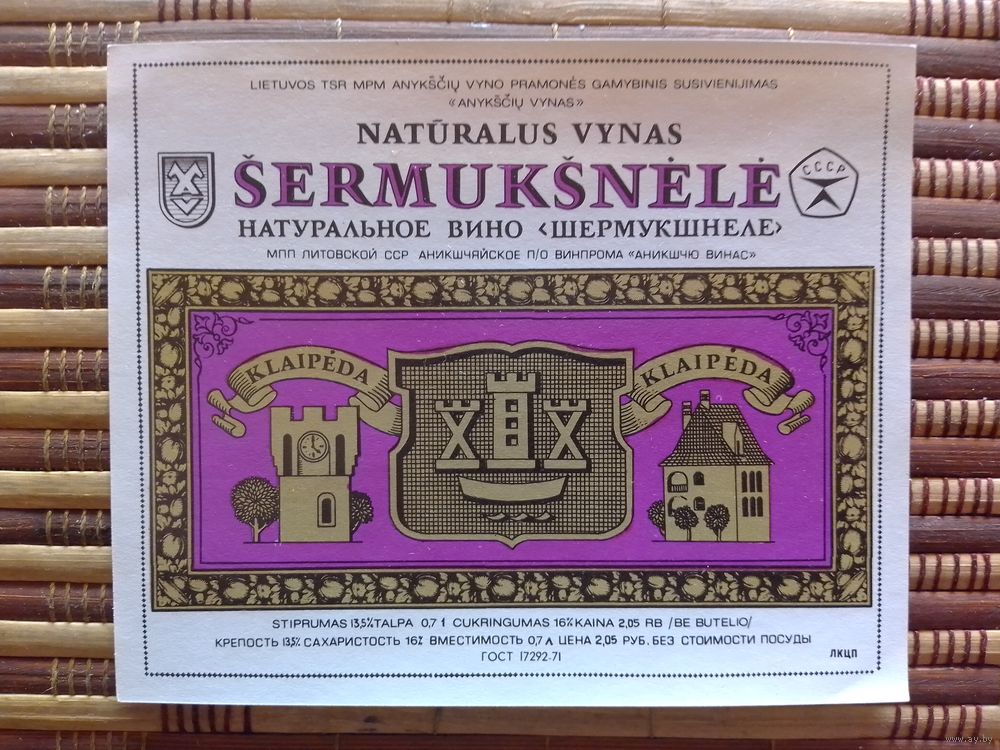 LIETUVOS TSR MPM ANYKŠČIŲ VYNO PRAMONĖS GAMYBINIS SUSIVIENIJIMAS
«ANYKŠČIŲ VYNAS»
NATŪRALUS VYNAS
ŠERMUKŠNĖLĖ
СССР
НАТУРАЛЬНОЕ ВИНО «ШЕРМУКШНЕЛЕ»
МПП ЛИТОВСКОЙ ССР АНИКШЧЯЙСКОЕ П/О ВИНПРОМА «АНИКШЧЮ ВИНАС»
KLAIPĖDA
KLAIPĖDA
STIPRUMAS 13,5% TALPA 0,7 l CUKRINGUMAS 16% KAINA 2,05 RB /BE BUTELIO/
КРЕПОСТЬ 13,5% САХАРИСТОСТЬ 16% ВМЕСТИМОСТЬ 0,7 л ЦЕНА 2,05 РУБ. БЕЗ СТОИМОСТИ ПОСУДЫ
ГОСТ 17292-71
ЛКЦП
www.ay.by